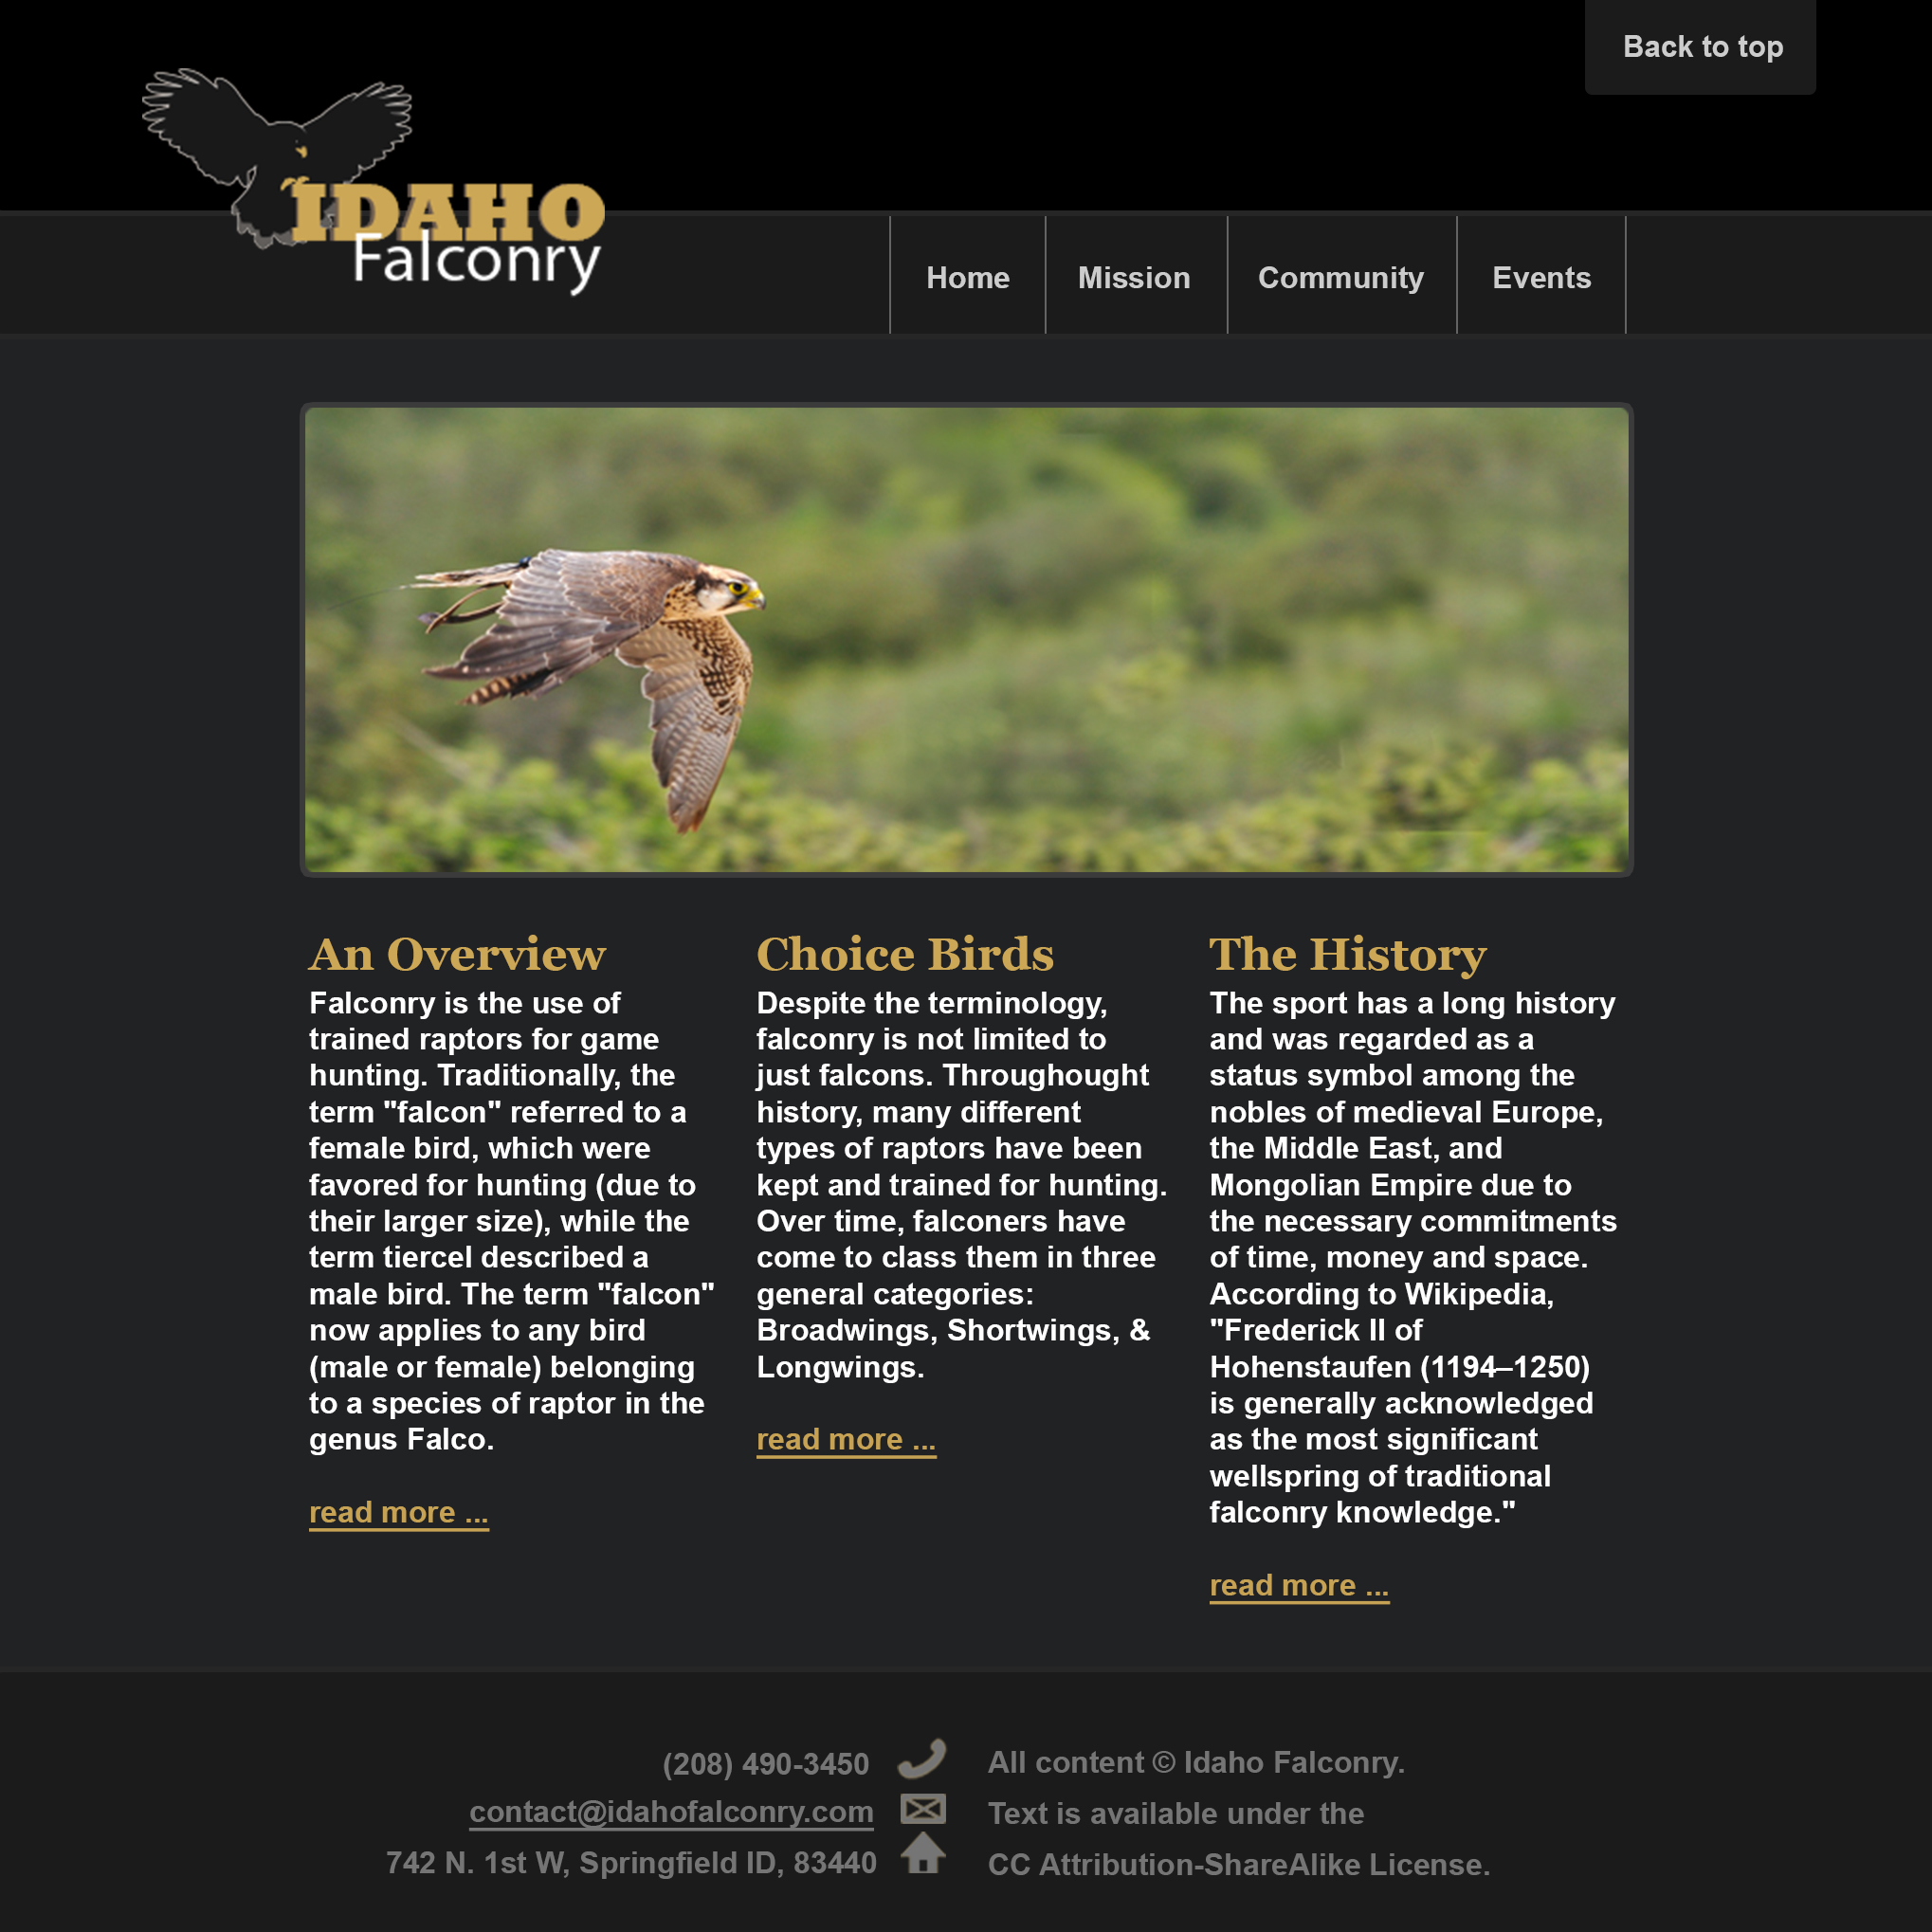 Back to top
IDAHO
Falconry
Home
Mission
Community
Events
An Overview
Falconry is the use of
trained raptors for game
hunting. Traditionally, the
term "falcon" referred to a
female bird, which were
favored for hunting (due to
their larger size), while the
term tiercel described a
male bird. The term "falcon"
now applies to any bird
(male or female) belonging
to a species of raptor in the
genus Falco.
read more ...
Choice Birds
Despite the terminology,
falconry is not limited to
just falcons. Throughought
history, many different
types of raptors have been
kept and trained for hunting.
Over time, falconers have
come to class them in three
general categories:
Broadwings, Shortwings, &
Longwings.
read more ...
The History
The sport has a long history
and was regarded as a
status symbol among the
nobles of medieval Europe,
the Middle East, and
Mongolian Empire due to
the necessary commitments
of time, money and space.
According to Wikipedia,
"Frederick II of
Hohenstaufen (1194–1250)
is generally acknowledged
as the most significant
wellspring of traditional
falconry knowledge."
read more ...
(208) 490-3450
contact@idahofalconry.com
742 N. 1st W, Springfield ID, 83440
All content © Idaho Falconry.
Text is available under the
CC Attribution-ShareAlike License.